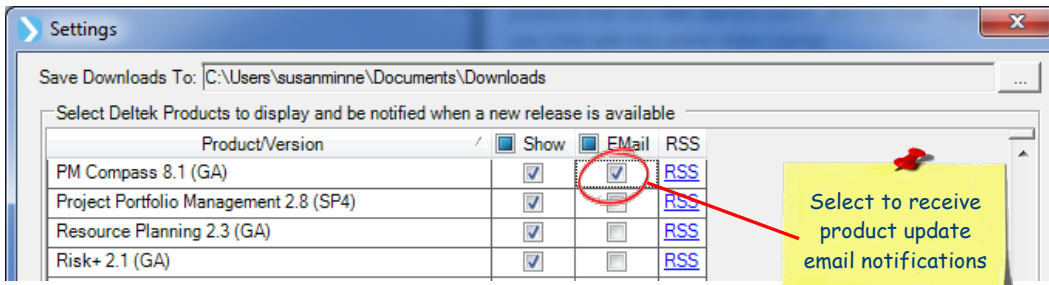 Settings
Save Downloads To: C:\Users\susanminne\Documents\Downloads ...
Select Deltek Products to display and be notified when a new release is available
Product/Version Show EMail RSS
PM Compass 8.1 (GA) RSS
Project Portfolio Management 2.8 (SP4) RSS
Resource Planning 2.3 (GA) RSS
Risk+ 2.1 (GA) RSS
Select to receive
product update
email notifications